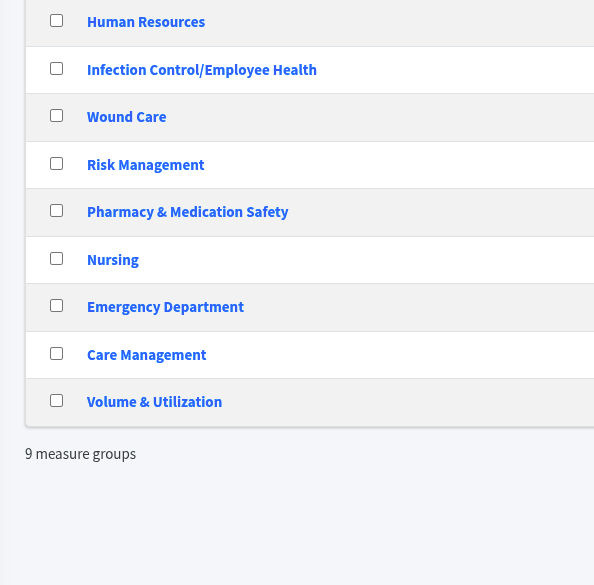 Human Resources
Infection Control/Employee Health
Wound Care
Risk Management
Pharmacy & Medication Safety
Nursing
Emergency Department
Care Management
Volume & Utilization
9 measure groups